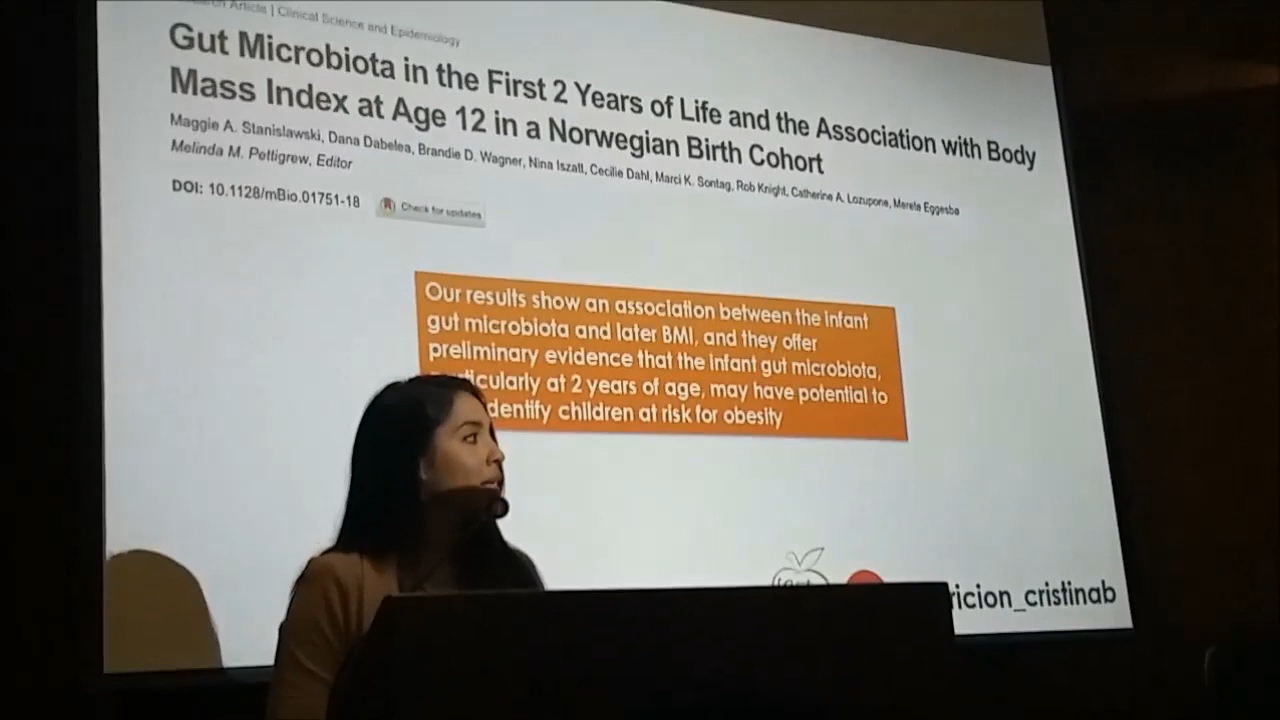 Article | Clinical Science and Epidemiology
Gut Microbiota in the First 2 Years of Life and the Association with Body
Mass Index at Age 12 in a Norwegian Birth Cohort
Maggie A. Stanislawski, Dana Dabelea, Brandie D. Wagner, Nina Iszatt, Cecilie Dahl, Marci K. Sontag, Rob Knight, Catherine A. Lozupone, Merete Eggesbø
Melinda M. Pettigrew, Editor
DOI: 10.1128/mBio.01751-18
Check for updates
Our results show an association between the infant
gut microbiota and later BMI, and they offer
preliminary evidence that the infant gut microbiota,
icularly at 2 years of age, may have potential to
dentify children at risk for obesity
ricion_cristinab